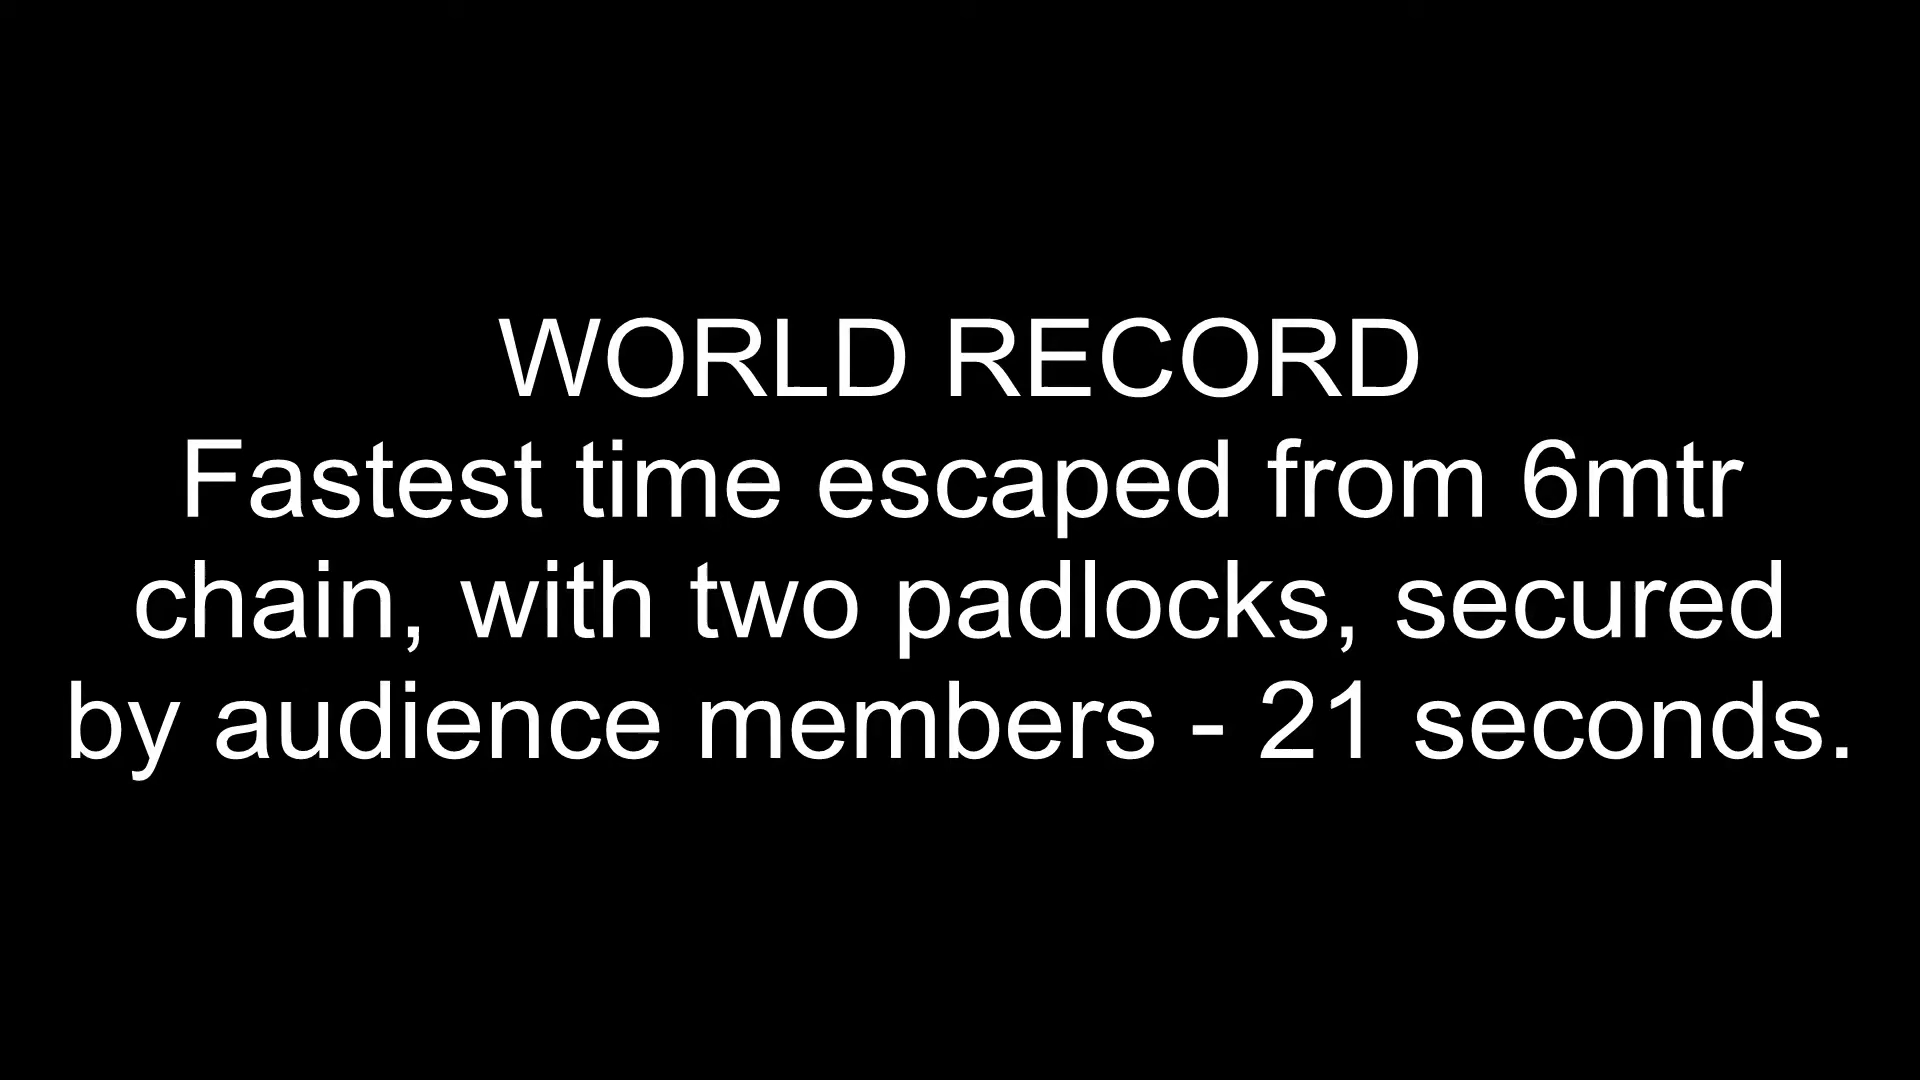 WORLD RECORD
Fastest time escaped from 6mtr
chain, with two padlocks, secured
by audience members - 21 seconds.